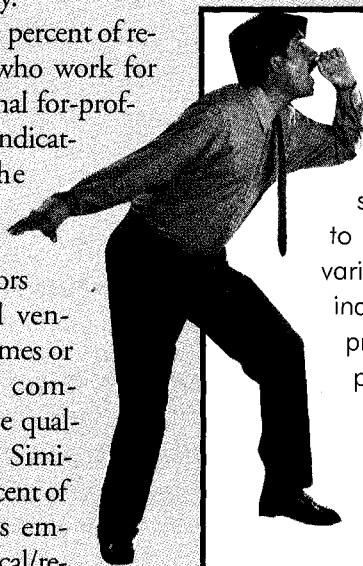 y.
percent of re-
who work for
nal for-prof-
ndicat-
he
ors
l ven-
mes or
com-
e qual-
Simi-
cent of
s em-
cal/re-
s
to
vari
inc
pr
p